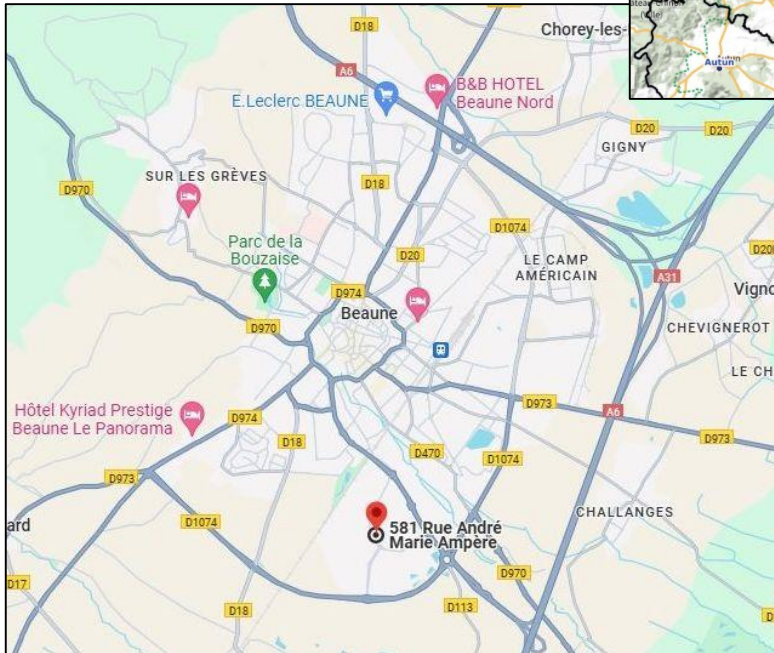 D18
Chorey-les-
Autun
Autun
A6
E.Leclerc BEAUNE
B&B HOTEL
Beaune Nord
D20
D20
GIGNY
SUR LES GRÈVES
D970
D18
D1074
Parc de la
Bouzaise
D20
LE CAMP
AMÉRICAIN
D20
A31
D974
Beaune
Vigno
D970
CHEVIGNEROT
LE CH
Hôtel Kyriad Prestige
Beaune Le Panorama
D974
D973
A6
D973
D18
D470
D1074
D973
581 Rue André
Marie Ampère
CHALLANGES
D1074
ard
D17
D970
D18
D113
D